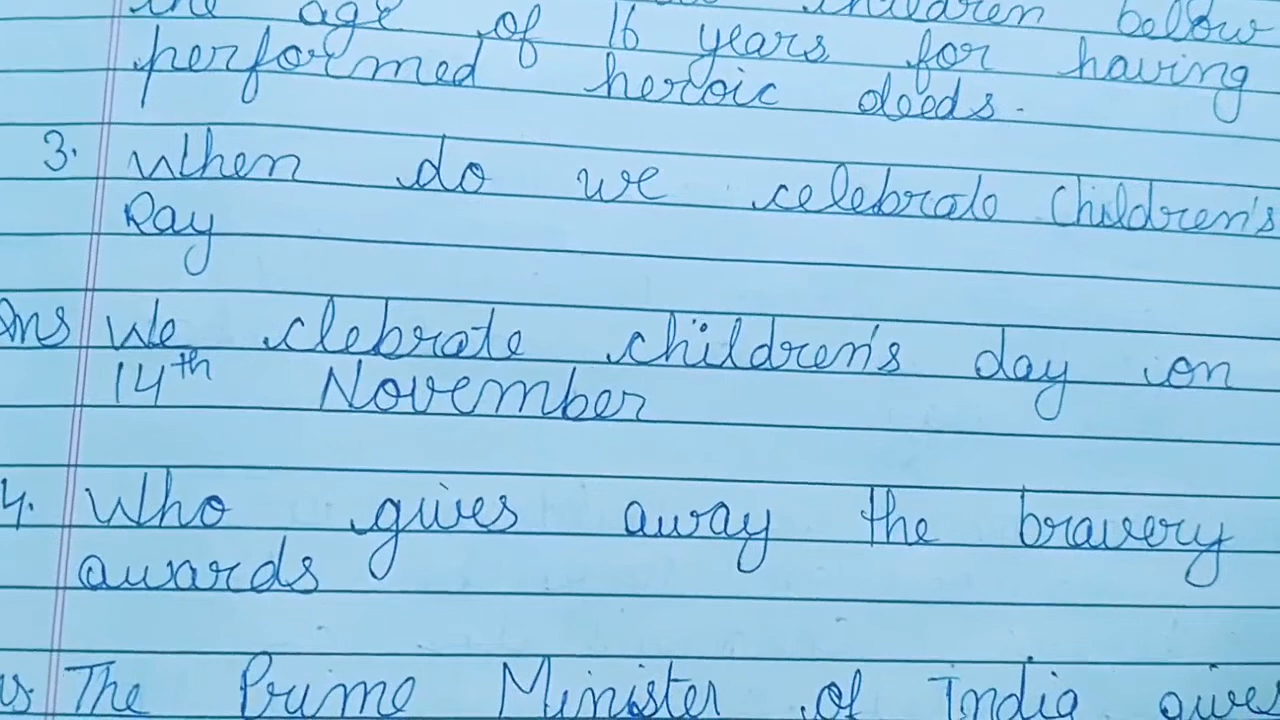 the age of 16 years for having
children below
performed heroic deeds.
3. When do we celebrate Children's
Day
Ans We clebrate children's day on
14th November
4. Who gives away the bravery
awards
The Prime Minister of India gives